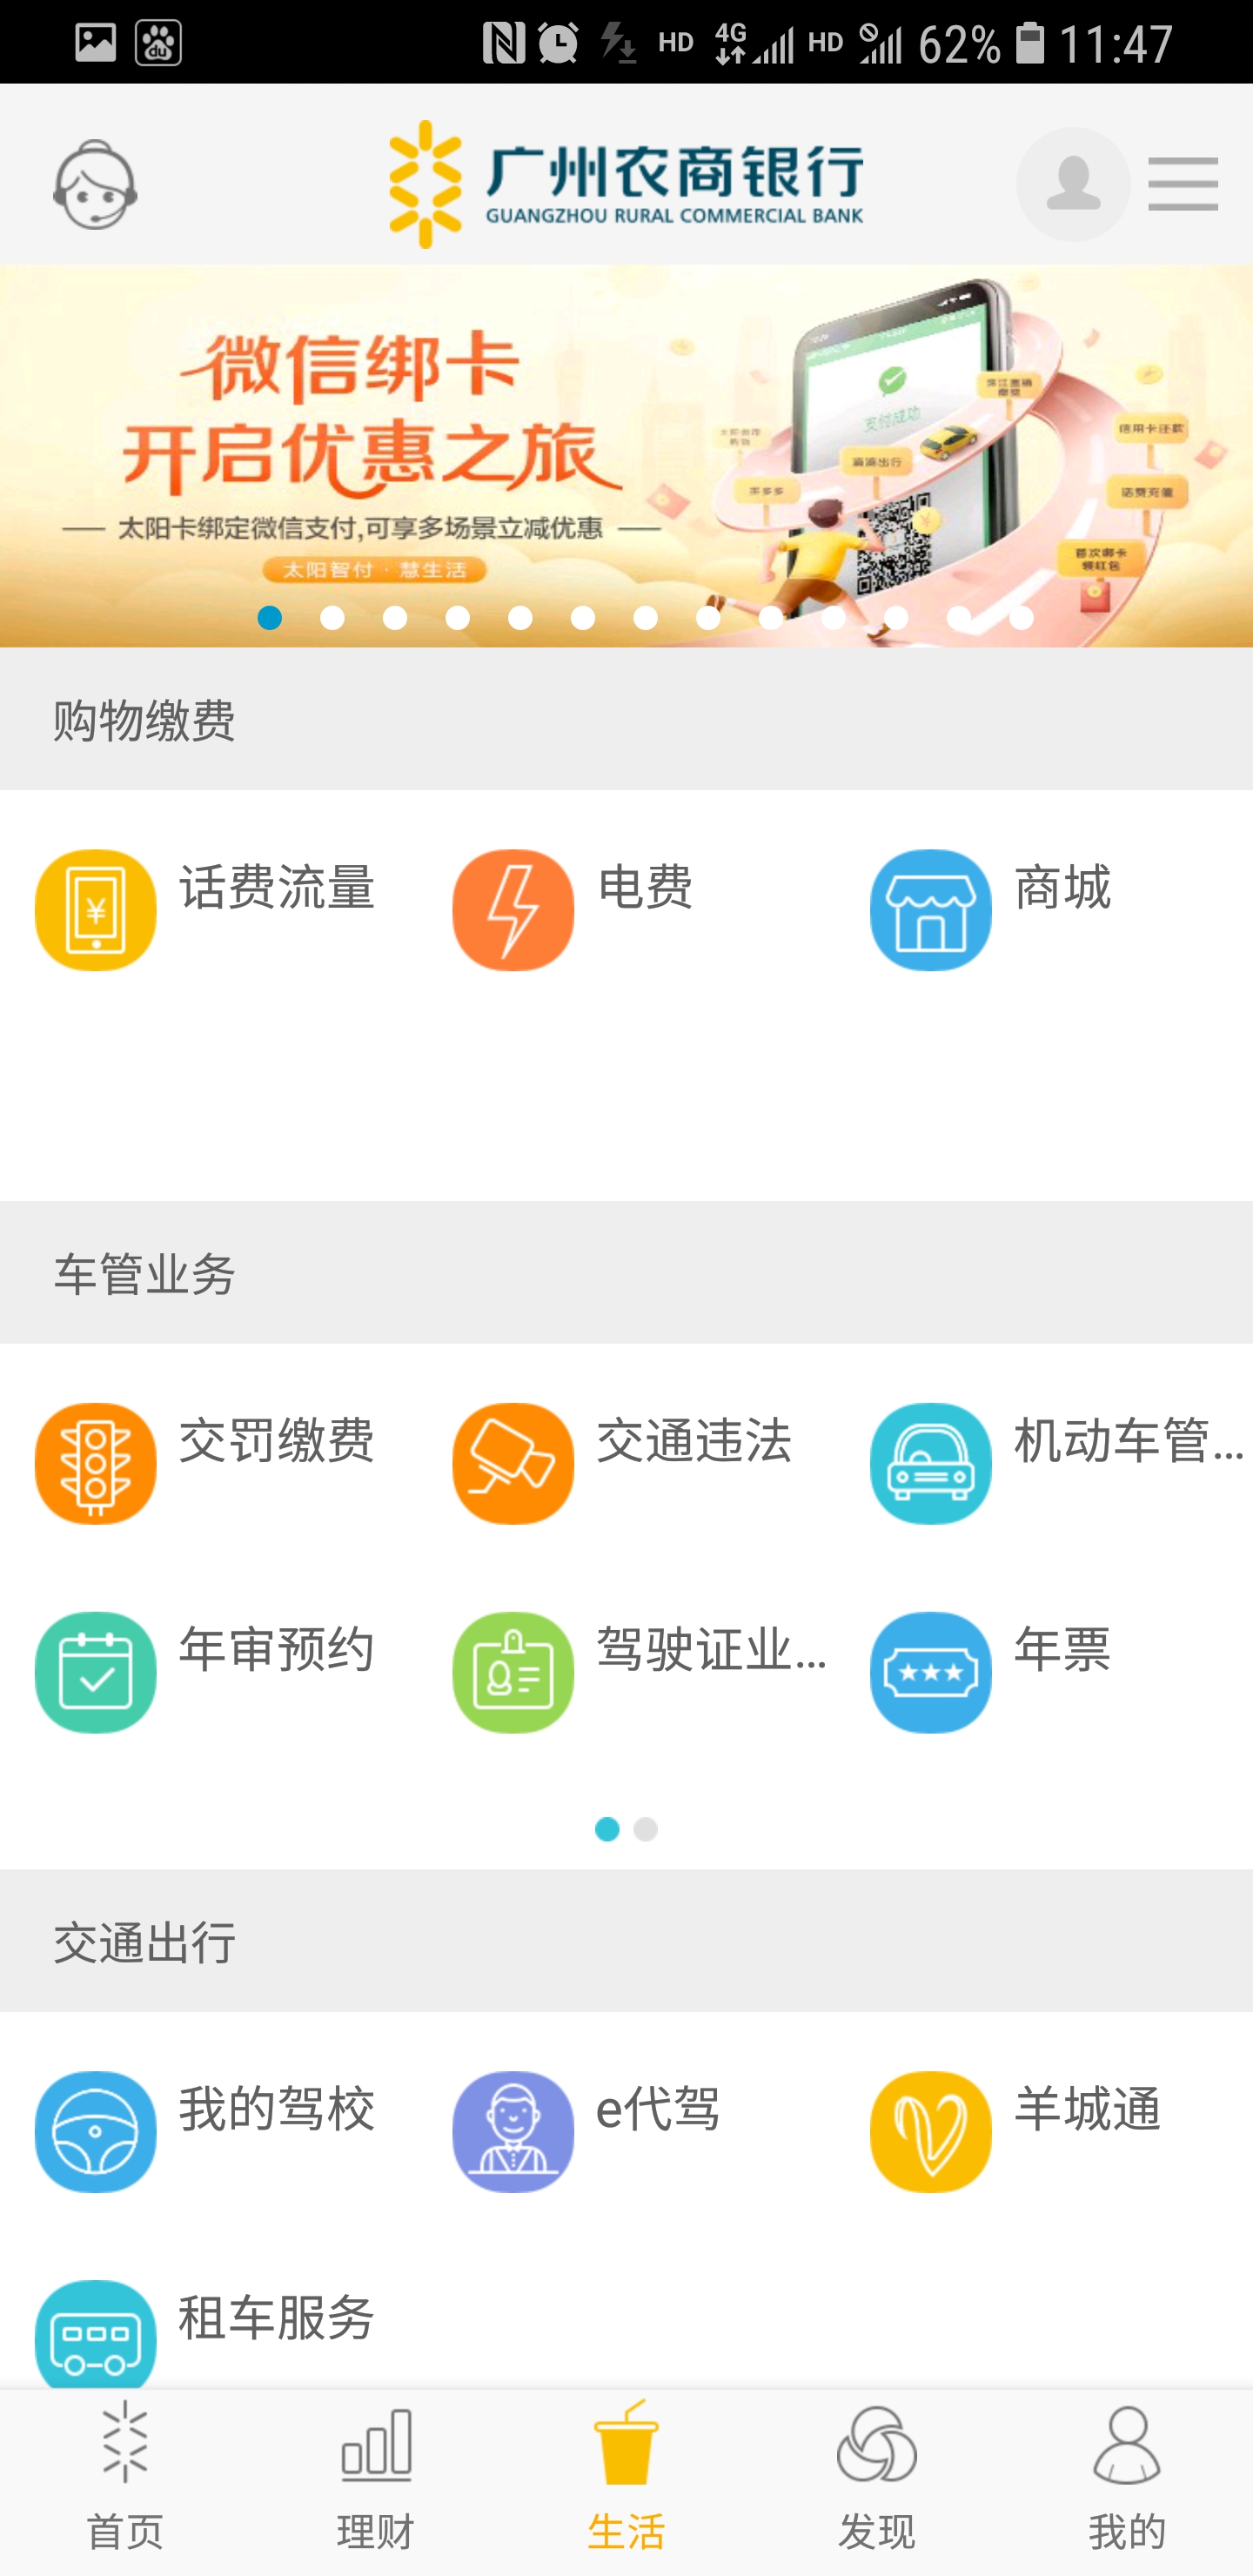 du HD 4G HD 62% 11:47
广州农商银行
GUANGZHOU RURAL COMMERCIAL BANK
微信绑卡
开启优惠之旅
太阳卡绑定微信支付,可享多场景立减优惠
太阳智付·慧生活
支付成功
滴滴出行
拼多多
信用卡还款
话费充值
首次绑卡
领红包
购物缴费
话费流量 电费 商城
车管业务
交罚缴费 交通违法 机动车管...
年审预约 驾驶证业... 年票
交通出行
我的驾校 e代驾 羊城通
租车服务
首页 理财 生活 发现 我的